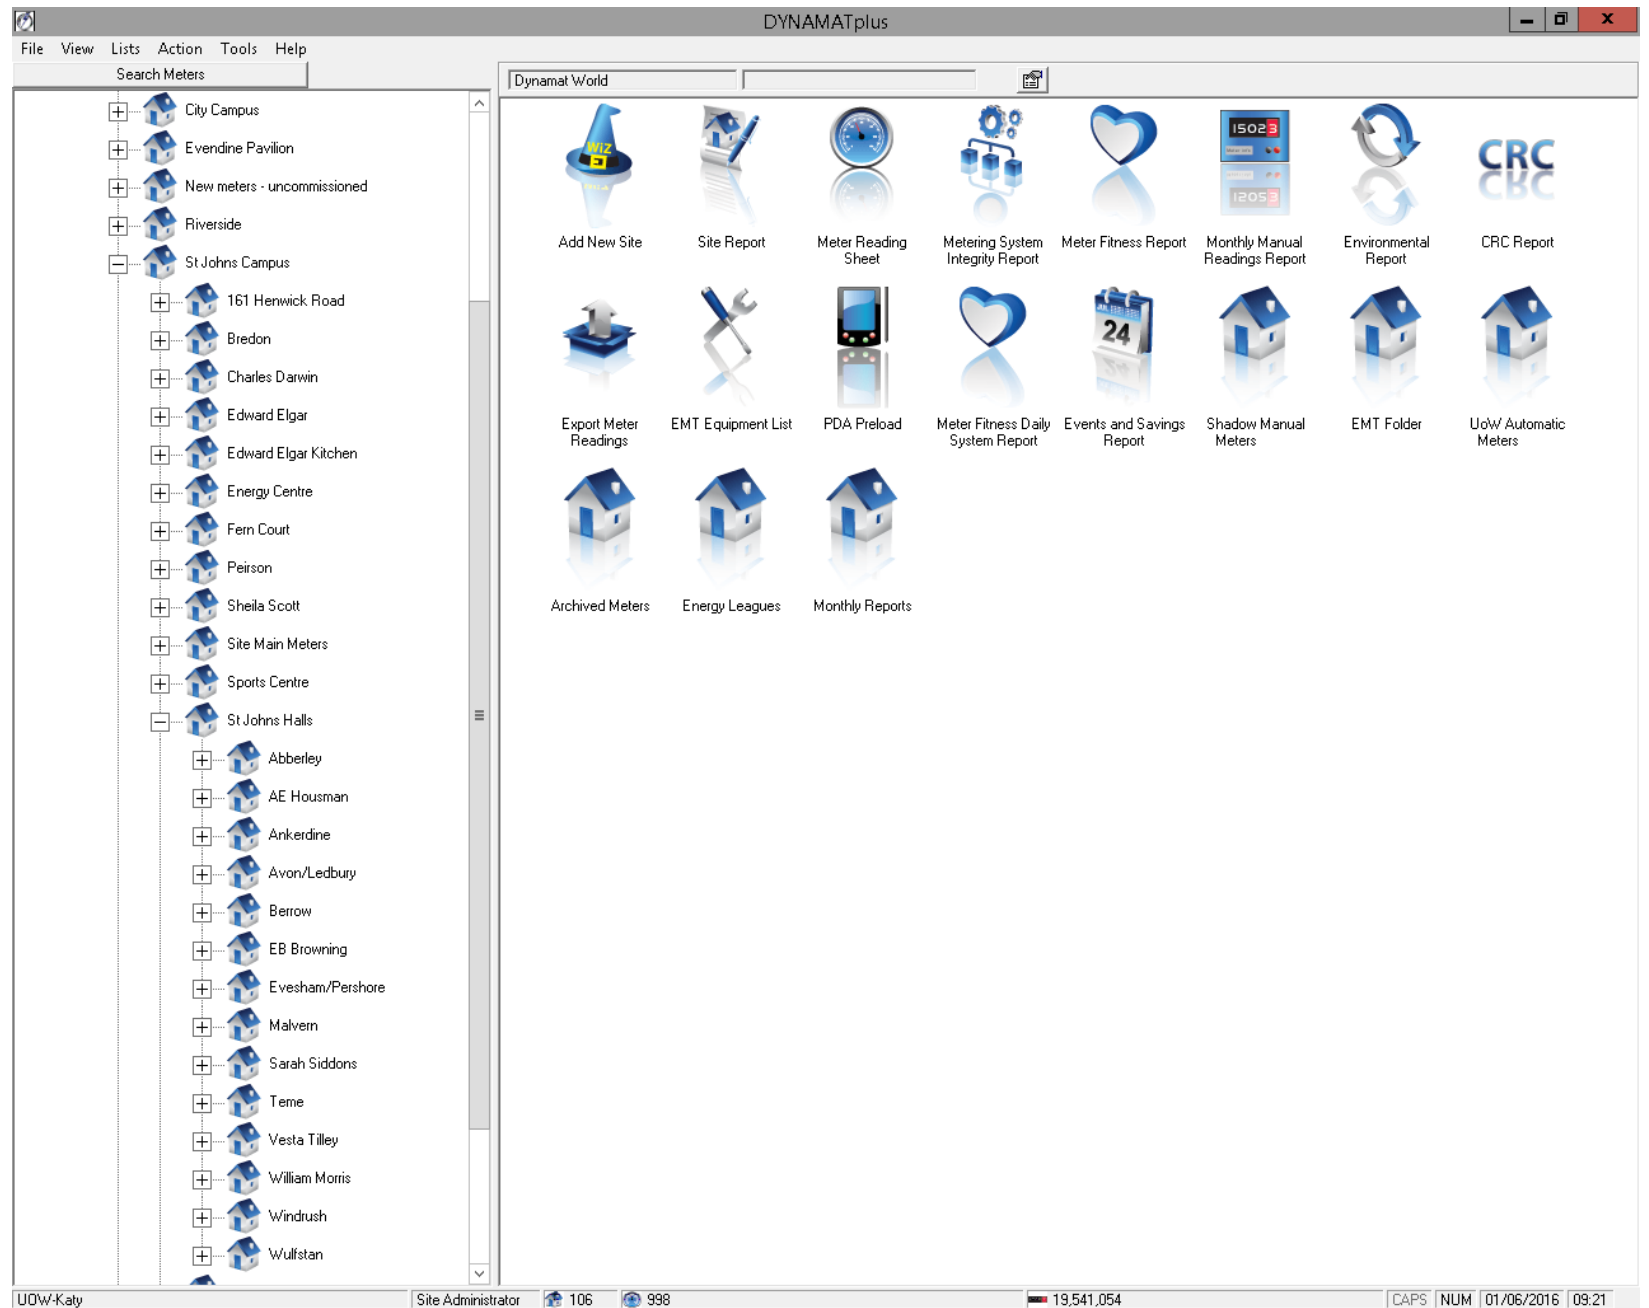 DYNAMATplus
File View Lists Action Tools Help
Search Meters
Dynamat World
City Campus
Evendine Pavilion
New meters - uncommissioned
Riverside
St Johns Campus
161 Henwick Road
Bredon
Charles Darwin
Edward Elgar
Edward Elgar Kitchen
Energy Centre
Fern Court
Peirson
Sheila Scott
Site Main Meters
Sports Centre
St Johns Halls
Abberley
AE Housman
Ankerdine
Avon/Ledbury
Berrow
EB Browning
Evesham/Pershore
Malvern
Sarah Siddons
Teme
Vesta Tilley
William Morris
Windrush
Wulfstan
WiZ
15023
CRC
Add New Site
Site Report
Meter Reading
Sheet
Metering System
Integrity Report
Meter Fitness Report
Monthly Manual
Readings Report
Environmental
Report
CRC Report
24
Export Meter
Readings
EMT Equipment List
PDA Preload
Meter Fitness Daily
System Report
Events and Savings
Report
Shadow Manual
Meters
EMT Folder
UoW Automatic
Meters
Archived Meters
Energy Leagues
Monthly Reports
UOW-Katy
Site Administrator
106
998
19,541,054
CAPS NUM 01/06/2016 09:21